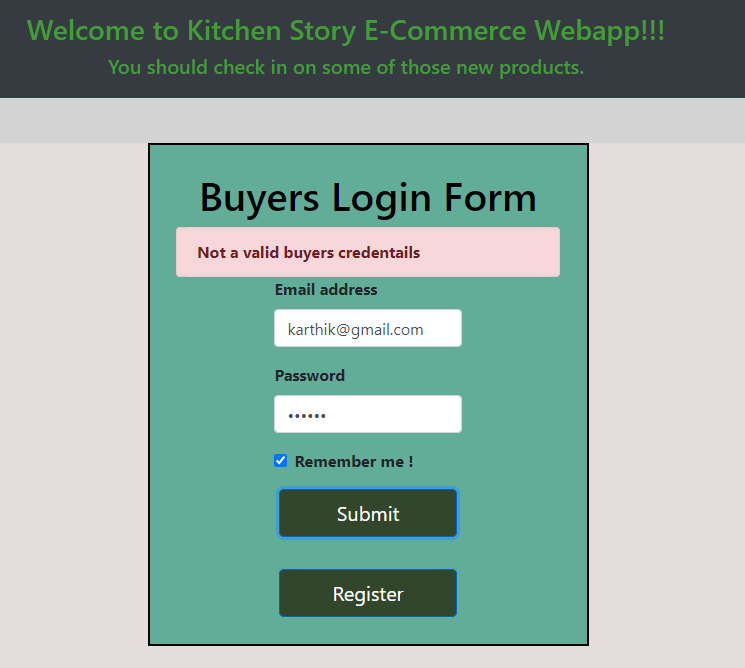 Welcome to Kitchen Story E-Commerce Webapp!!!
You should check in on some of those new products.
Buyers Login Form
Not a valid buyers credentails
Email address
karthik@gmail.com
Password
••••••
Remember me !
Submit
Register